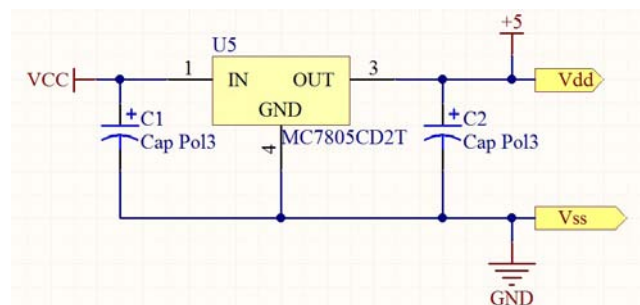 +5
U5
VCC
1
IN
OUT
3
Vdd
GND
C1
Cap Pol3
4
MC7805CD2T
C2
Cap Pol3
Vss
GND